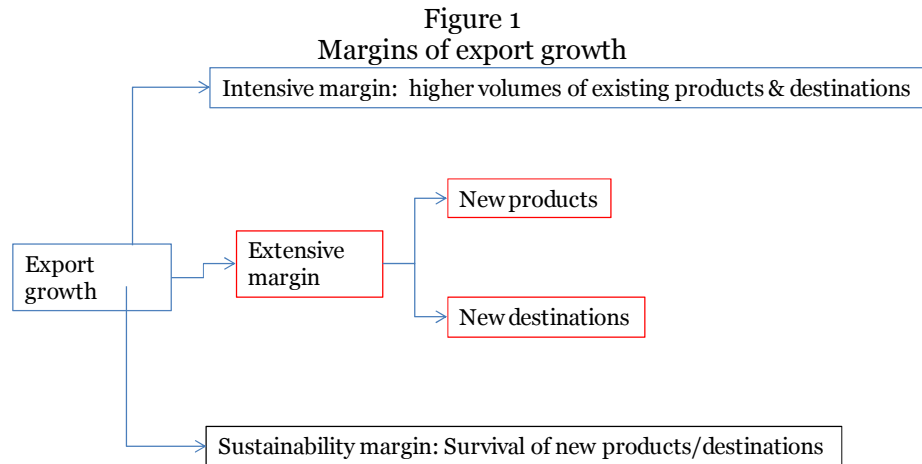 Figure 1
Margins of export growth
Intensive margin: higher volumes of existing products & destinations
New products
Export
growth
Extensive
margin
New destinations
Sustainability margin: Survival of new products/destinations